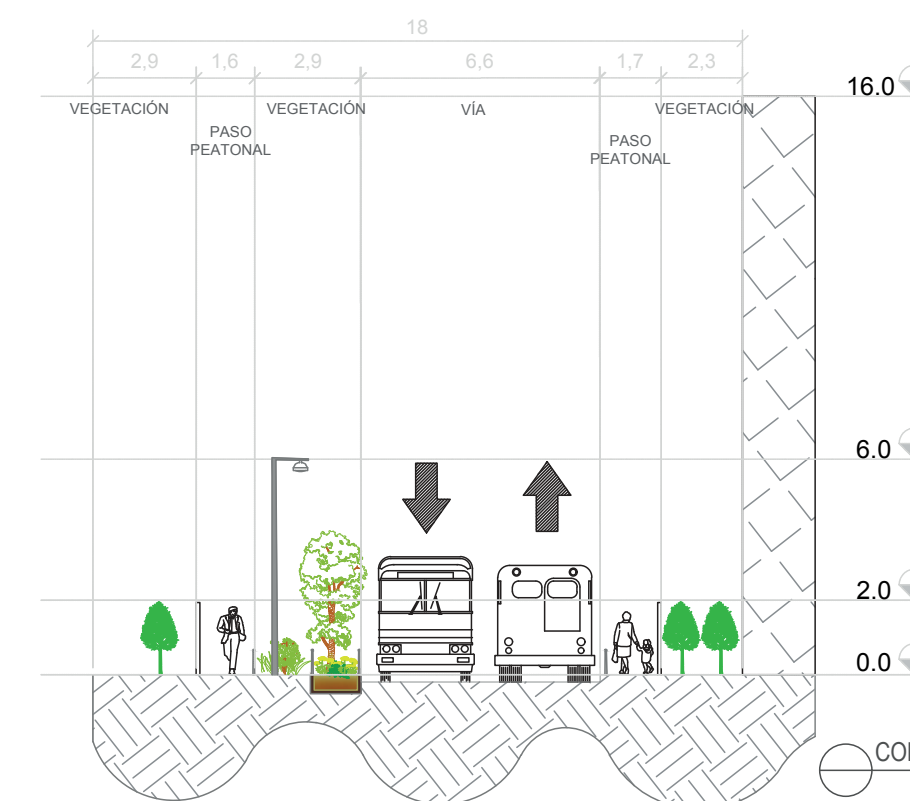 18
2,9 1,6 2,9 6,6 1,7 2,3
VEGETACIÓN
PASO
PEATONAL
VEGETACIÓN
VÍA
PASO
PEATONAL
VEGETACIÓN
16.0
6.0
2.0
0.0